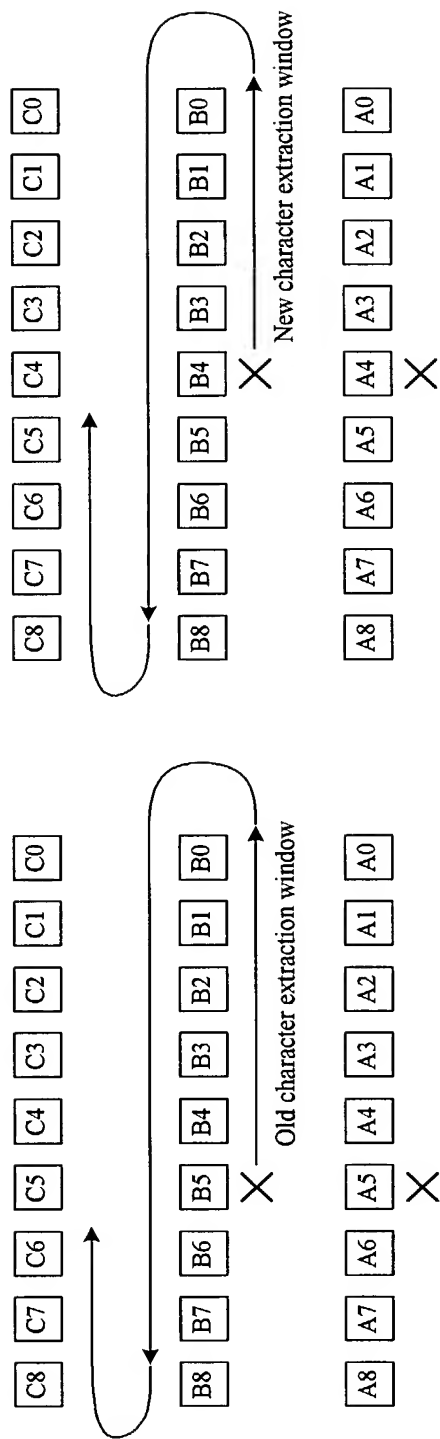 C8 C7 C6 C5 C4 C3 C2 C1 C0
B8 B7 B6 B5 B4 B3 B2 B1 B0
Old character extraction window
A8 A7 A6 A5 A4 A3 A2 A1 A0
C8 C7 C6 C5 C4 C3 C2 C1 C0
B8 B7 B6 B5 B4 B3 B2 B1 B0
New character extraction window
A8 A7 A6 A5 A4 A3 A2 A1 A0